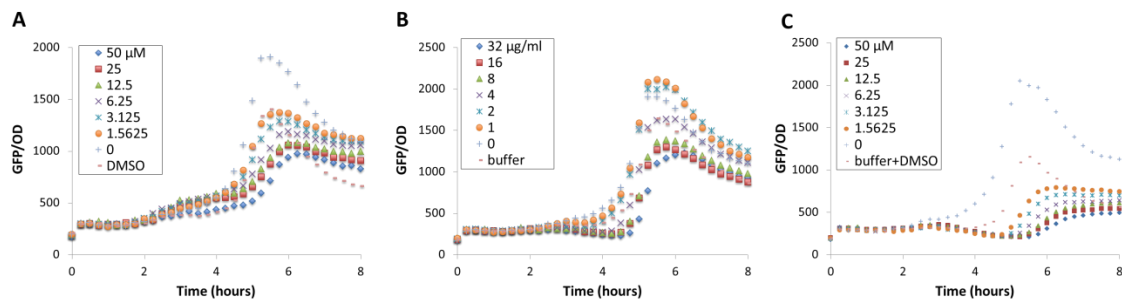 A
GFP/OD
2000
1500
1000
500
0
50 µM
25
12.5
6.25
3.125
1.5625
0
DMSO
0 2 4 6 8
Time (hours)
B
GFP/OD
2500
2000
1500
1000
500
0
32 µg/ml
16
8
4
2
1
0
buffer
0 2 4 6 8
Time (hours)
C
GFP/OD
2500
2000
1500
1000
500
0
50 µM
25
12.5
6.25
3.125
1.5625
0
buffer+DMSO
0 2 4 6 8
Time (hours)